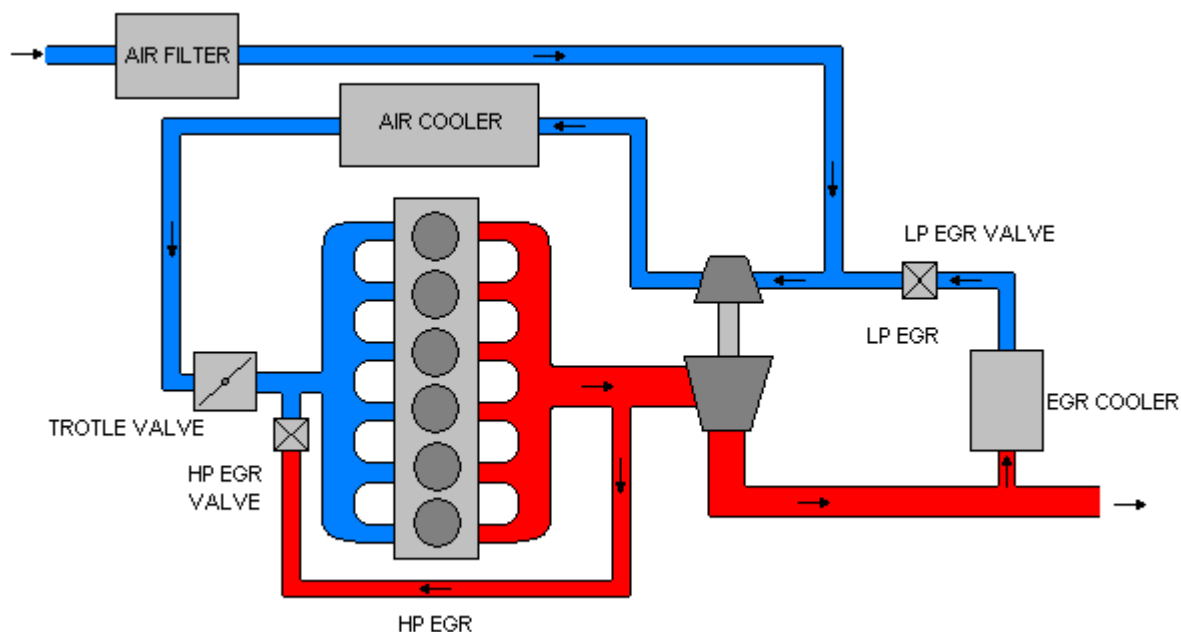 AIR FILTER
AIR COOLER
LP EGR VALVE
LP EGR
EGR COOLER
TROTLE VALVE
HP EGR
VALVE
HP EGR